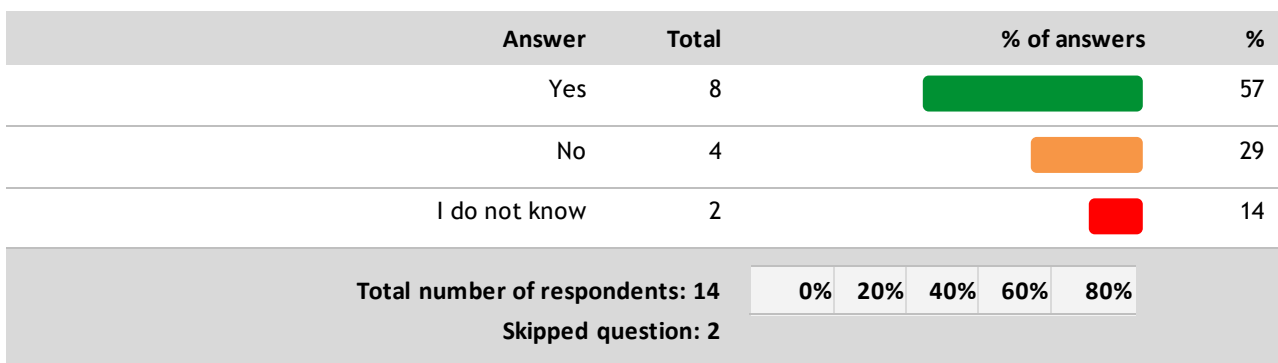 Answer Total % of answers %
Yes 8 57
No 4 29
I do not know 2 14
Total number of respondents: 14 0% 20% 40% 60% 80%
Skipped question: 2